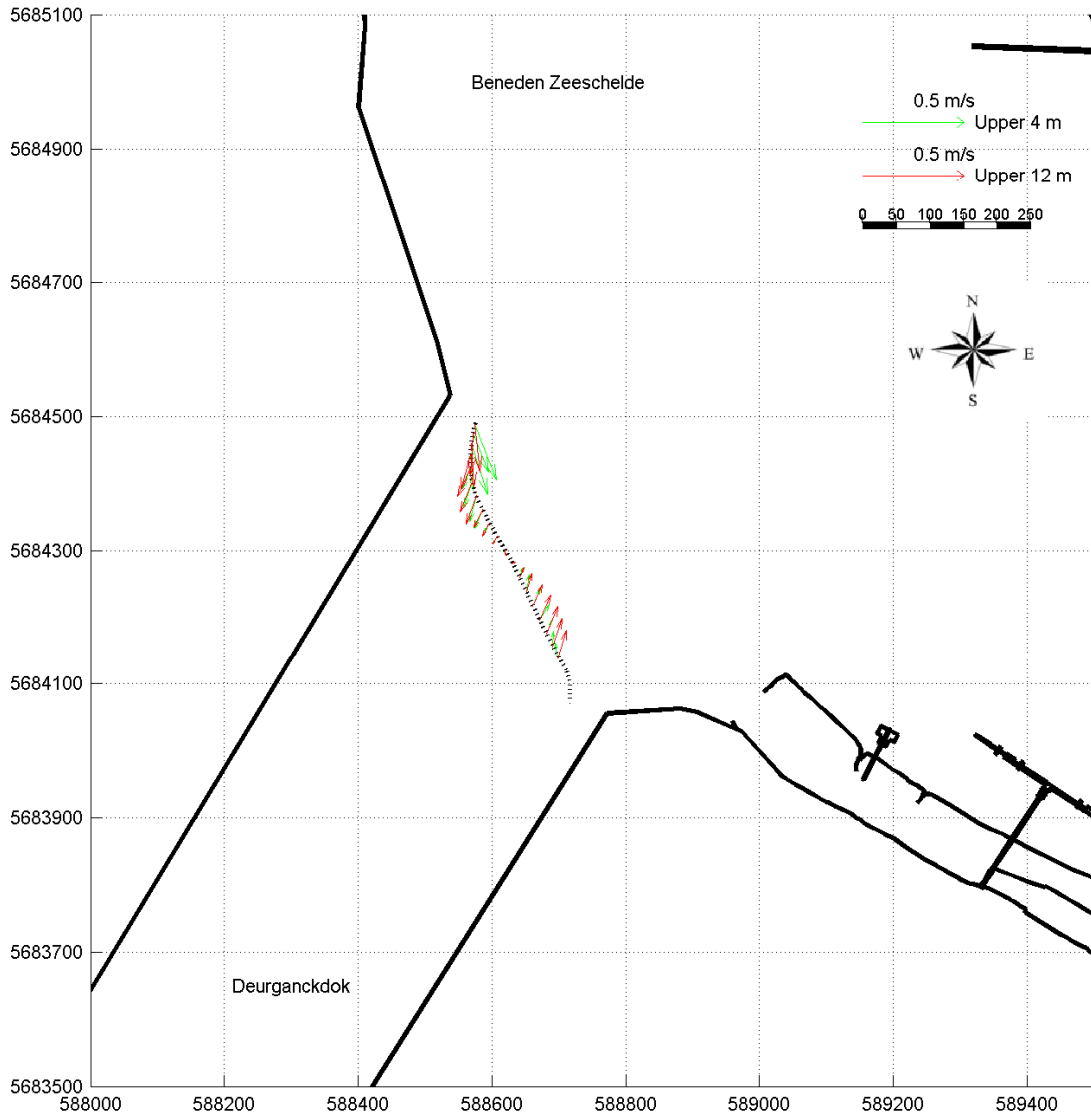 5685100
Beneden Zeeschelde
0.5 m/s
Upper 4 m
5684900
0.5 m/s
Upper 12 m
0 50 100 150 200 250
5684700
N
W E
S
5684500
5684300
5684100
5683900
5683700
Deurganckdok
5683500
588000 588200 588400 588600 588800 589000 589200 589400